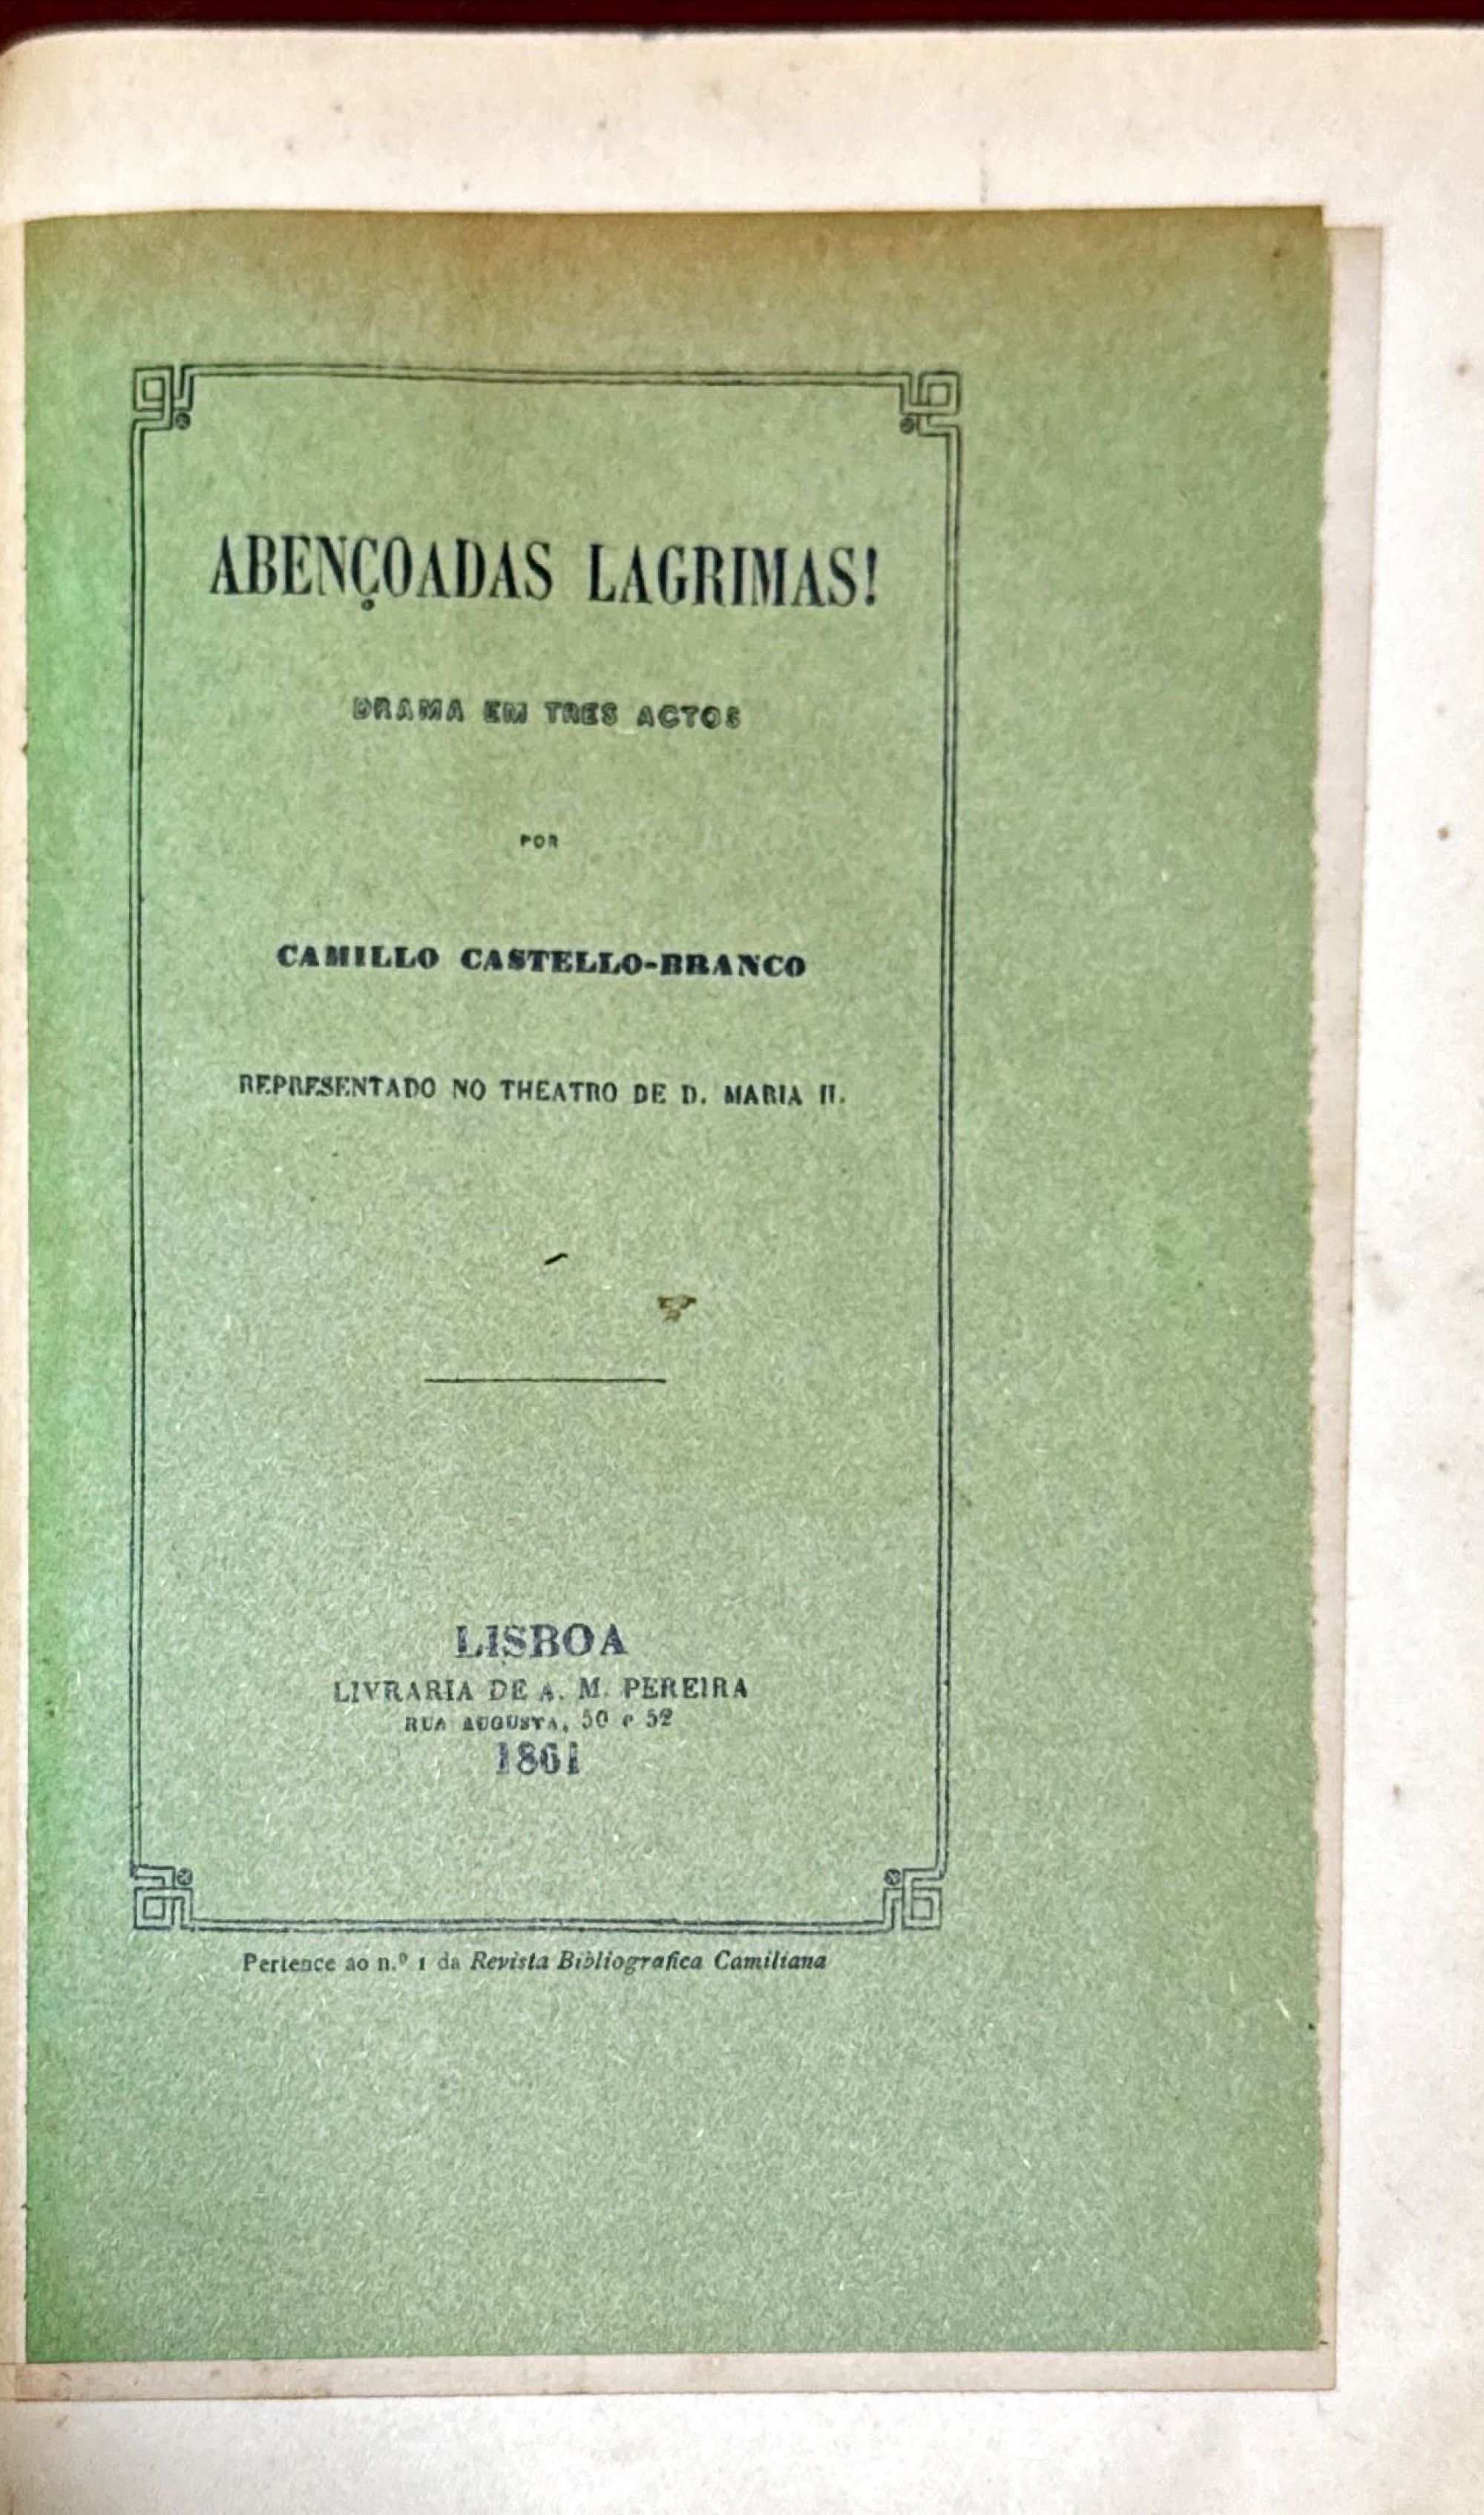 ABENÇOADAS LAGRIMAS!
DRAMA EM TRES ACTOS
POR
CAMILLO CASTELLO-BRANCO
REPRESENTADO NO THEATRO DE D. MARIA II.
LISBOA
LIVRARIA DE A. M. PEREIRA
RUA AUGUSTA, 50 e 52
1861
Pertence ao n.º 1 da Revista Bibliografica Camiliana